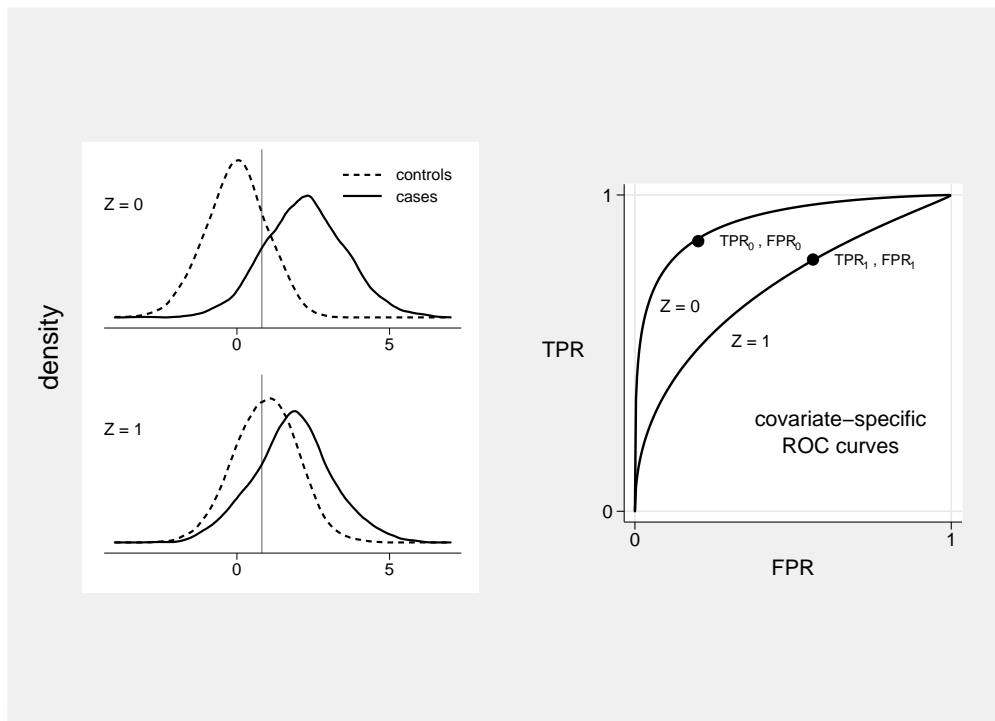 density
Z = 0
controls
cases
0 5
Z = 1
0 5
TPR
1
0
TPR0 , FPR0
TPR1 , FPR1
Z = 0
Z = 1
covariate−specific
ROC curves
0 1
FPR